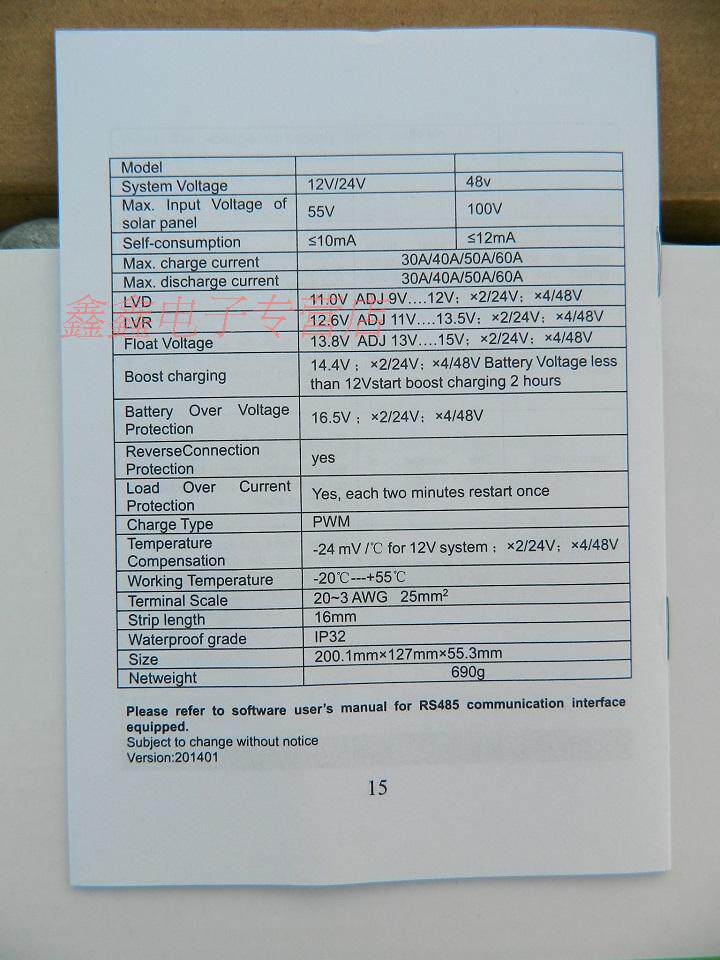 Model
System Voltage 12V/24V 48v
Max. Input Voltage of
solar panel 55V 100V
Self-consumption ≤10mA ≤12mA
Max. charge current 30A/40A/50A/60A
Max. discharge current 30A/40A/50A/60A
LVD 11.0V ADJ 9V....12V; ×2/24V; ×4/48V
鑫鑫电子专营店
LVR 12.6V ADJ 11V....13.5V; ×2/24V; ×4/48V
Float Voltage 13.8V ADJ 13V....15V; ×2/24V; ×4/48V
Boost charging 14.4V ; ×2/24V; ×4/48V Battery Voltage less
than 12Vstart boost charging 2 hours
Battery Over Voltage
Protection 16.5V ; ×2/24V; ×4/48V
ReverseConnection
Protection yes
Load Over Current
Protection Yes, each two minutes restart once
Charge Type PWM
Temperature
Compensation -24 mV /℃ for 12V system ; ×2/24V; ×4/48V
Working Temperature -20℃---+55℃
Terminal Scale 20~3 AWG 25mm²
Strip length 16mm
Waterproof grade IP32
Size 200.1mm×127mm×55.3mm
Netweight 690g
Please refer to software user's manual for RS485 communication interface
equipped.
Subject to change without notice
Version:201401
15